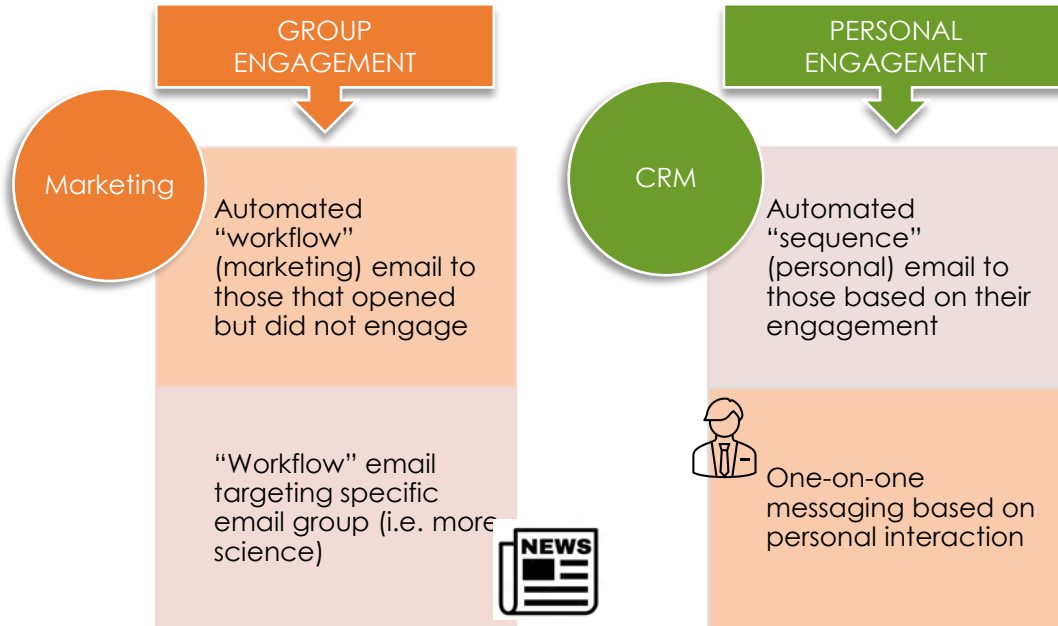 GROUP
ENGAGEMENT
Marketing
Automated
“workflow”
(marketing) email to
those that opened
but did not engage
“Workflow” email
targeting specific
email group (i.e. more
science)
NEWS
PERSONAL
ENGAGEMENT
CRM
Automated
“sequence”
(personal) email to
those based on their
engagement
One-on-one
messaging based on
personal interaction